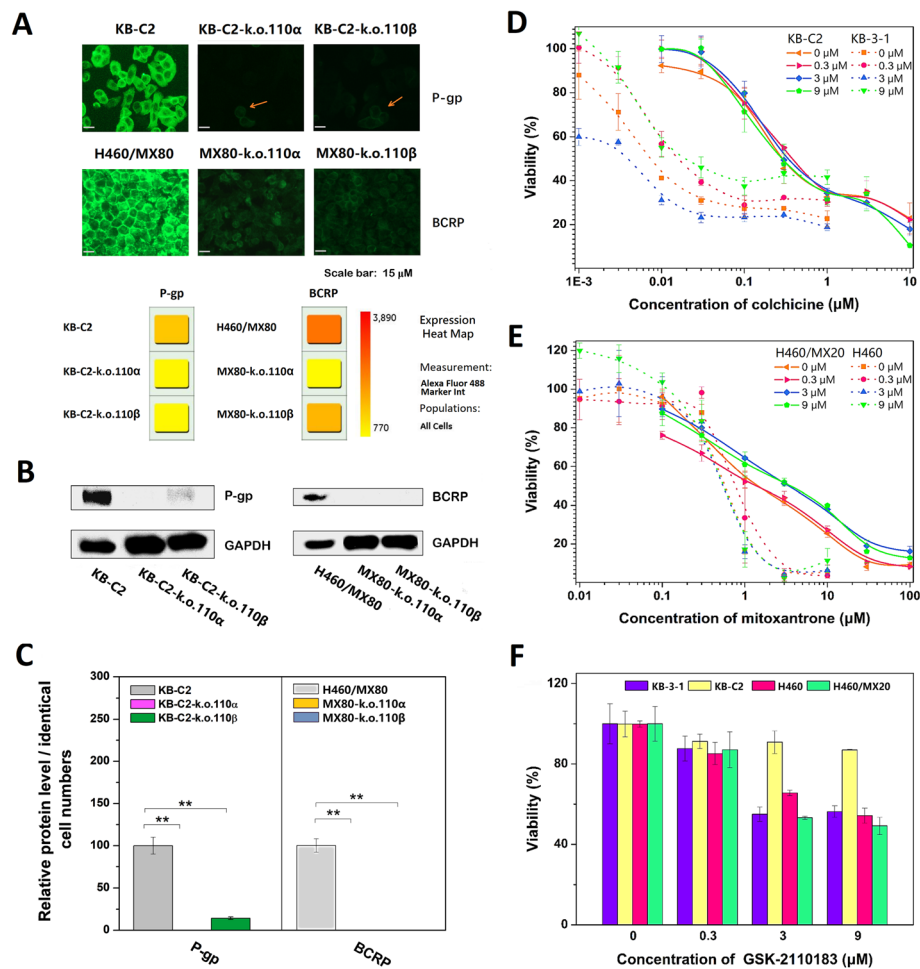 A
KB-C2 KB-C2-k.o.110α KB-C2-k.o.110β
P-gp
H460/MX80 MX80-k.o.110α MX80-k.o.110β
BCRP
Scale bar: 15 μM
P-gp BCRP
KB-C2 H460/MX80
KB-C2-k.o.110α MX80-k.o.110α
KB-C2-k.o.110β MX80-k.o.110β
3,890
770
Expression
Heat Map
Measurement:
Alexa Fluor 488
Marker Int
Populations:
All Cells
B
P-gp BCRP
GAPDH GAPDH
KB-C2
KB-C2-k.o.110α
KB-C2-k.o.110β
H460/MX80
MX80-k.o.110α
MX80-k.o.110β
C
Relative protein level / identical
cell numbers
300
250
200
150
100
50
0
KB-C2
KB-C2-k.o.110α
KB-C2-k.o.110β
H460/MX80
MX80-k.o.110α
MX80-k.o.110β
** **
** **
P-gp BCRP
D
Viability (%)
100
80
60
40
20
KB-C2 KB-3-1
0 μM 0 μM
0.3 μM 0.3 μM
3 μM 3 μM
9 μM 9 μM
1E-3 0.01 0.1 1 10
Concentration of colchicine (μM)
E
Viability (%)
120
100
80
60
40
20
0
H460/MX20 H460
0 μM 0 μM
0.3 μM 0.3 μM
3 μM 3 μM
9 μM 9 μM
0.01 0.1 1 10 100
Concentration of mitoxantrone (μM)
F
Viability (%)
120
80
40
0
KB-3-1 KB-C2 H460 H460/MX20
0 0.3 3 9
Concentration of GSK-2110183 (μM)